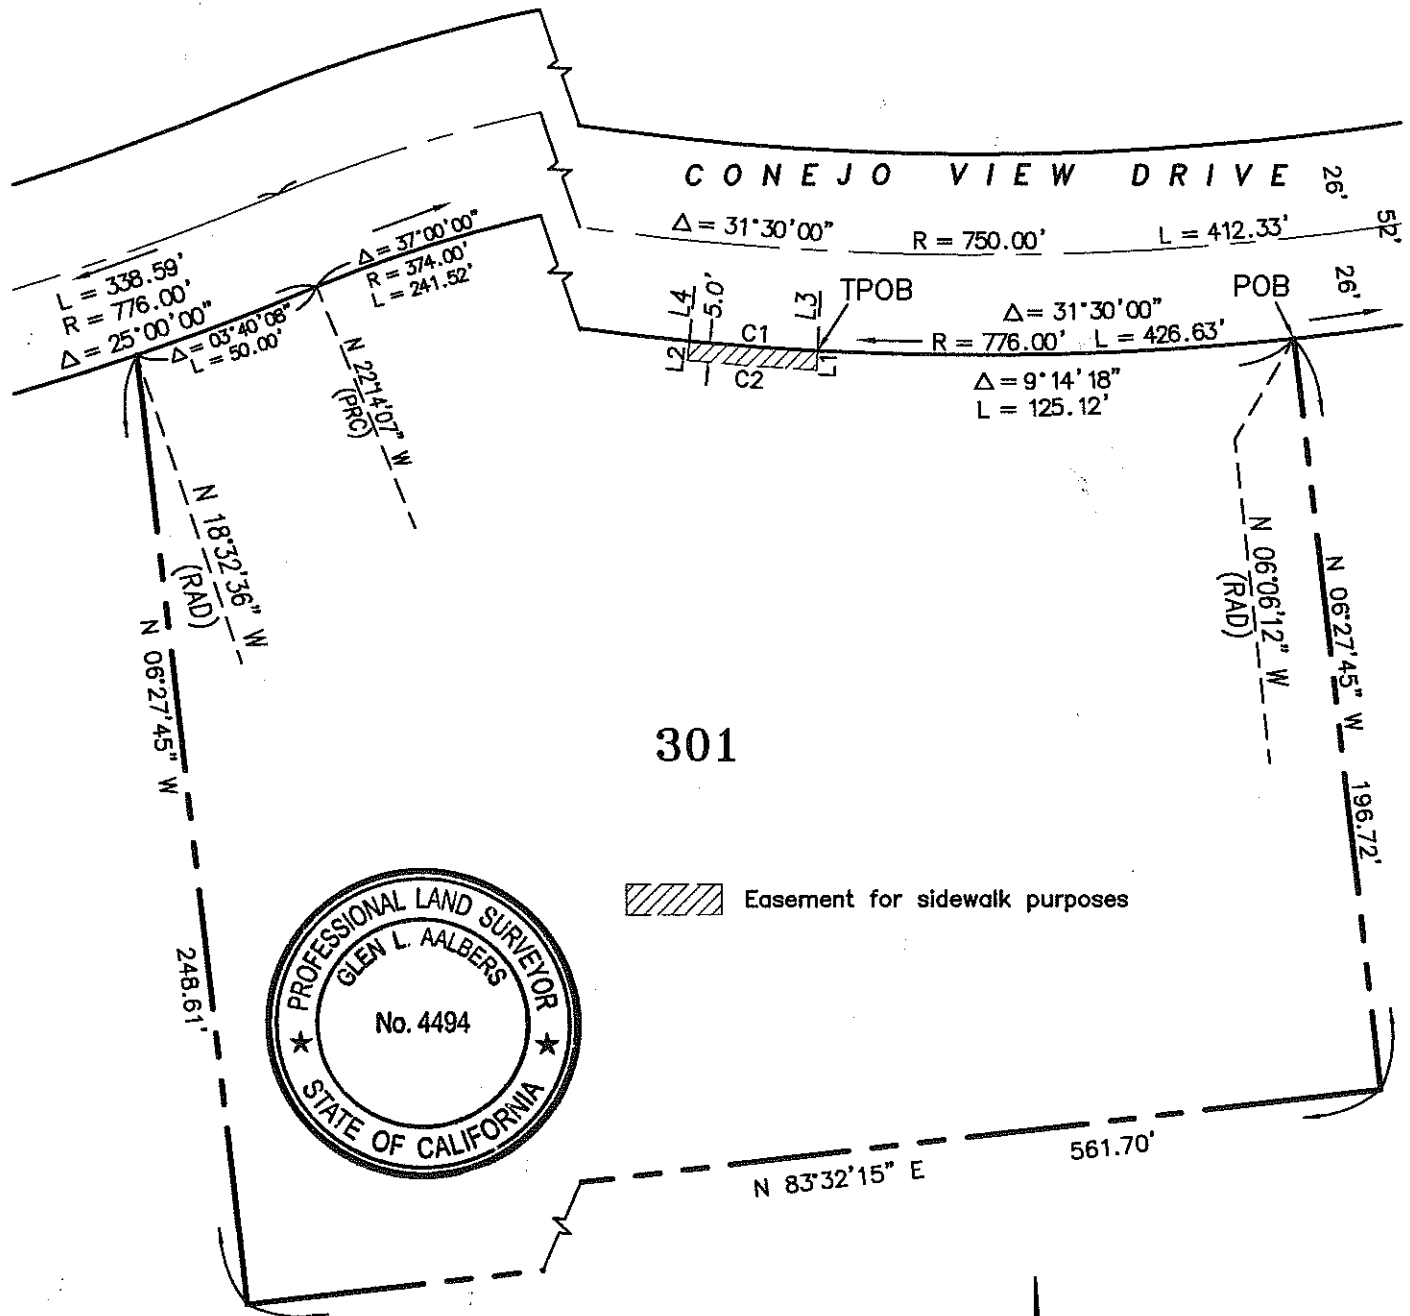 CONEJO VIEW DRIVE
26'
52'
26'
Δ = 31°30'00"
R = 750.00'
L = 412.33'
Δ = 37°00'00"
R = 374.00'
L = 241.52'
L = 338.59'
R = 776.00'
Δ = 25°00'00"
Δ = 03°40'08"
L = 50.00'
L4
5.0'
L3
TPOB
POB
C1
L2
L1
C2
Δ = 31°30'00"
R = 776.00' L = 426.63'
Δ = 9°14'18"
L = 125.12'
N 22°14'07" W
(PRC)
N 18°32'36" W
(RAD)
N 06°06'12" W
(RAD)
N 06°27'45" W
N 06°27'45" W 196.72'
301
Easement for sidewalk purposes
PROFESSIONAL LAND SURVEYOR
GLEN L. AALBERS
No. 4494
STATE OF CALIFORNIA
248.61'
N 83°32'15" E
561.70'